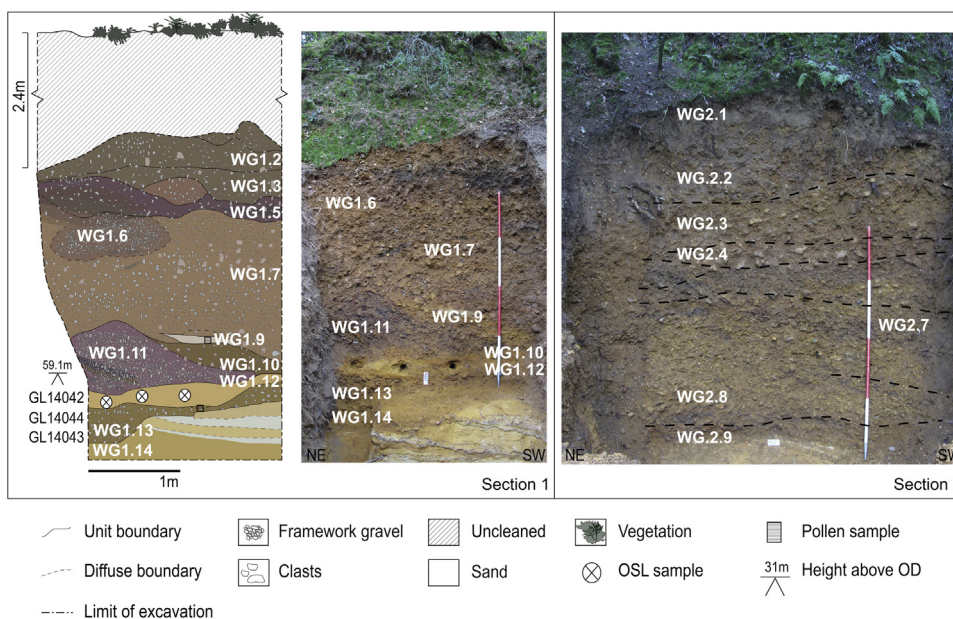 2.4m
WG1.2
WG1.3
WG1.5
WG1.6
WG1.7
WG1.9
WG1.11
WG1.10
WG1.12
59.1m
GL14042
GL14044
GL14043
WG1.13
WG1.14
1m
WG1.6
WG1.7
WG1.9
WG1.11
WG1.10
WG1.12
WG1.13
WG1.14
NE SW
Section 1
WG2.1
WG.2.2
WG2.3
WG2.4
WG2.7
WG2.8
WG.2.9
NE SW
Section
Unit boundary Framework gravel Uncleaned Vegetation Pollen sample
Diffuse boundary Clasts Sand OSL sample 31m Height above OD
Limit of excavation